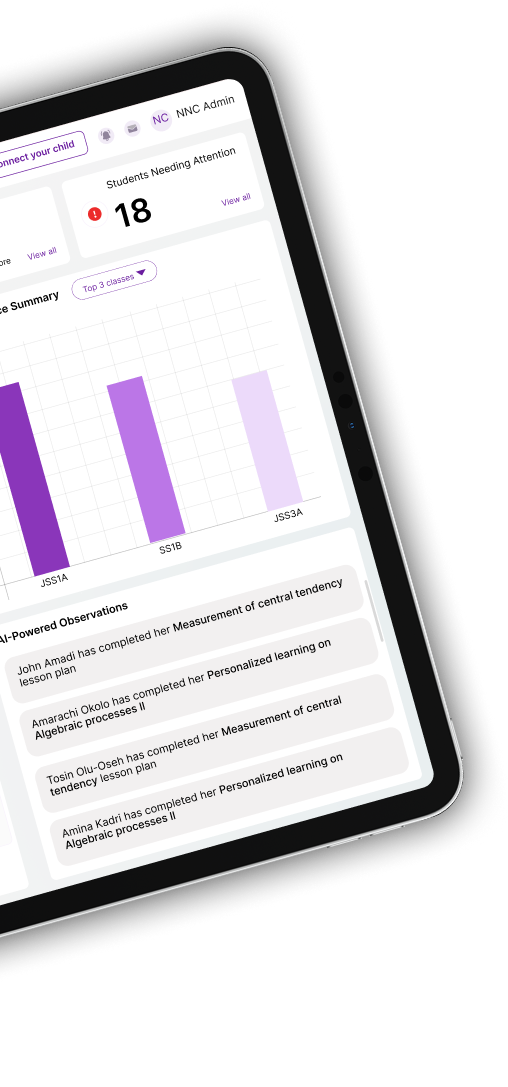 onnect your child
NC
NNC Admin
Students Needing Attention
18
View all
ore
View all
ce Summary
Top 3 classes
JSS1A
SS1B
JSS3A
AI-Powered Observations
John Amadi has completed her Measurement of central tendency
lesson plan
Amarachi Okolo has completed her Personalized learning on
Algebraic processes II
Tosin Olu-Oseh has completed her Measurement of central
tendency lesson plan
Amina Kadri has completed her Personalized learning on
Algebraic processes II